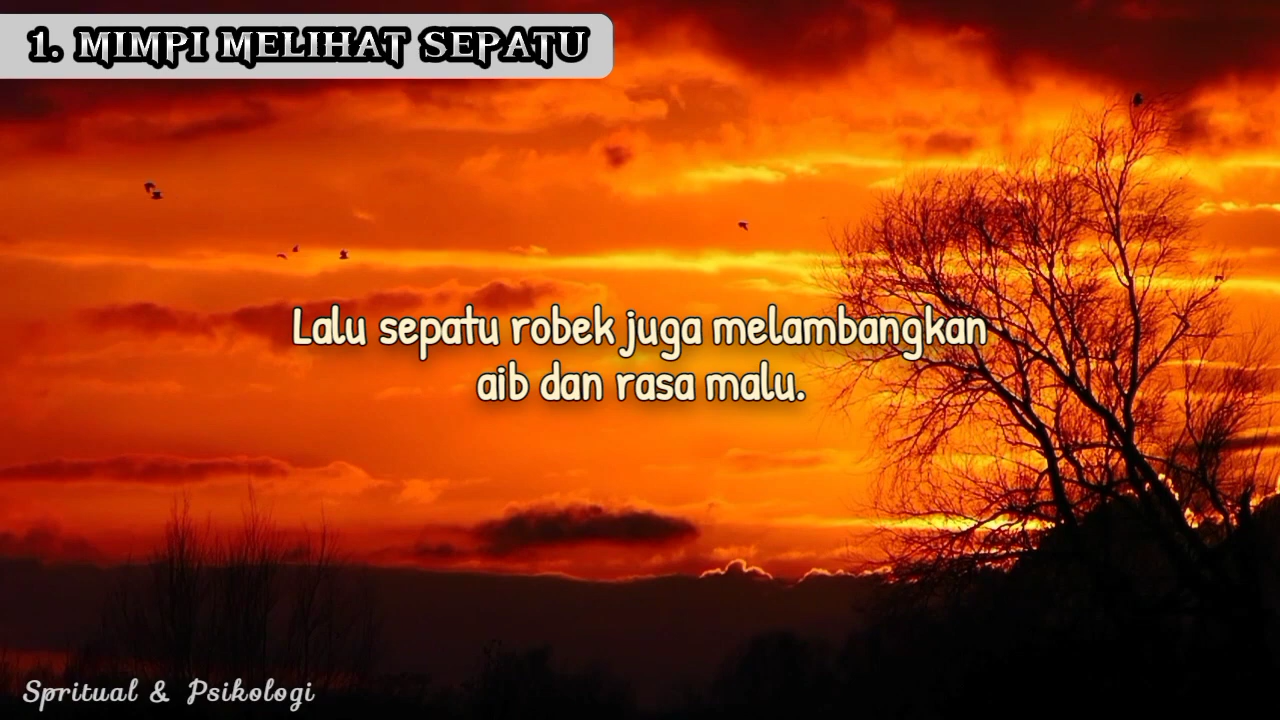 1. MIMPI MELIHAT SEPATU
Lalu sepatu robek juga melambangkan
aib dan rasa malu.
Spritual & Psikologi